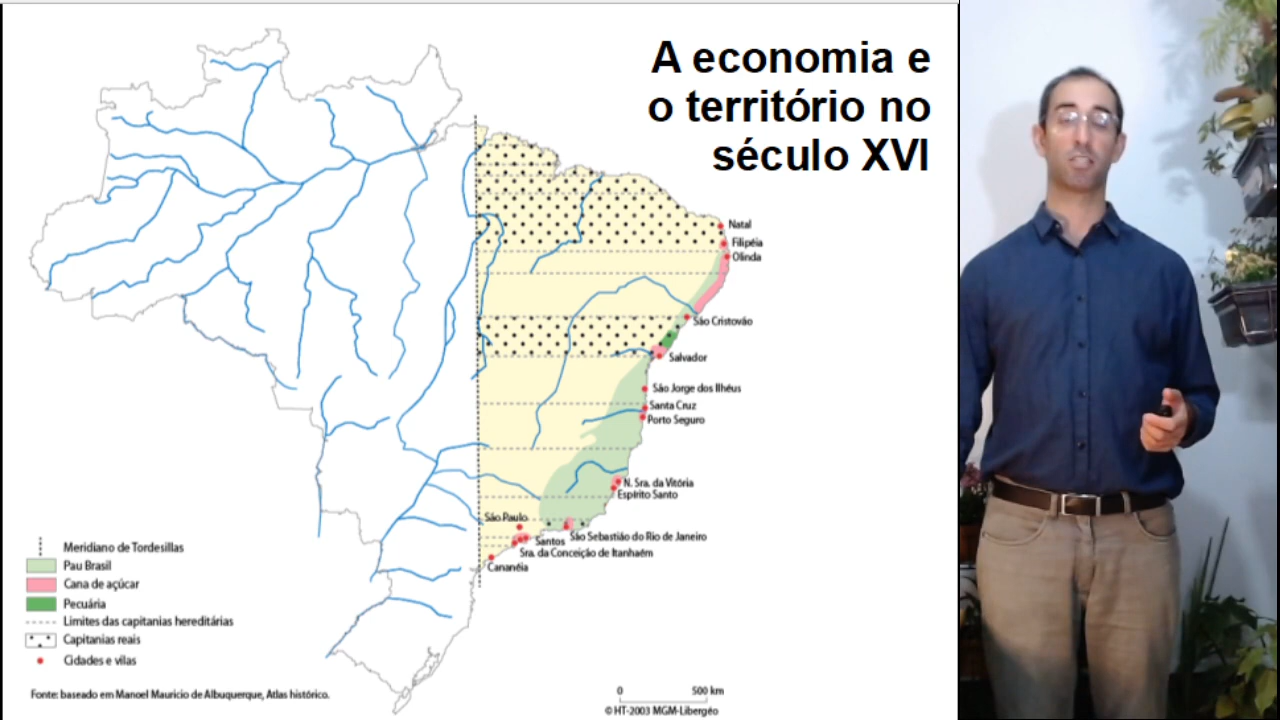 A economia e
o território no
século XVI
Natal
Filipéia
Olinda
São Cristovão
Salvador
São Jorge dos Ilhéus
Santa Cruz
Porto Seguro
N. Sra. da Vitória
Espírito Santo
São Paulo
São Sebastião do Rio de Janeiro
Santos
Sra. da Conceição de Itanhaém
Cananéia
Meridiano de Tordesillas
Pau Brasil
Cana de açúcar
Pecuária
Limites das capitanias hereditárias
Capitanias reais
Cidades e vilas
Fonte: baseado em Manoel Mauricio de Albuquerque, Atlas histórico.
0 500 km
© HT-2003 MGM-Libergéo